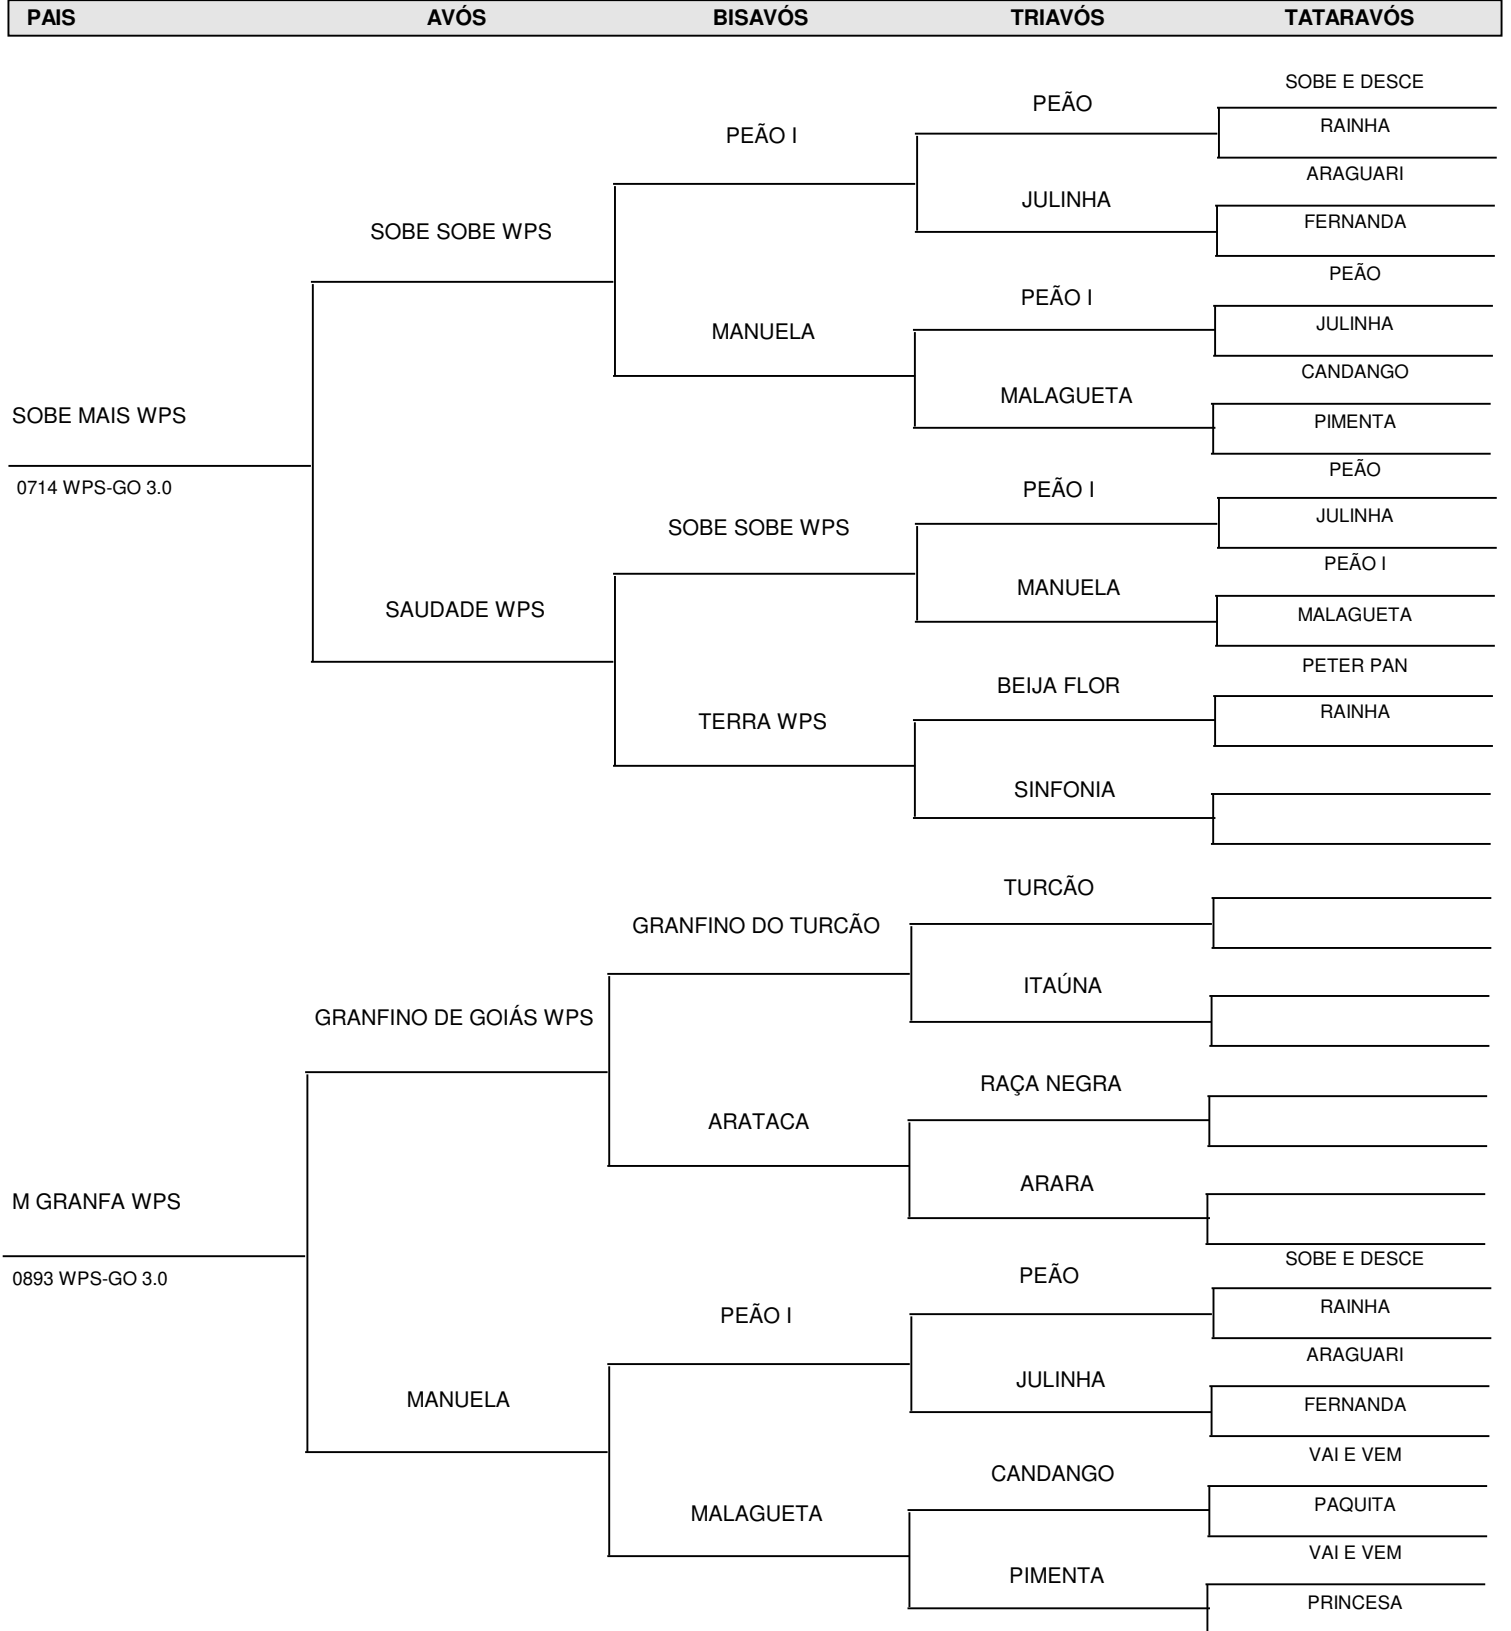 PAIS AVÓS BISAVÓS TRIAVÓS TATARAVÓS
SOBE E DESCE
PEÃO
RAINHA
PEÃO I
ARAGUARI
JULINHA
FERNANDA
SOBE SOBE WPS
PEÃO
PEÃO I
JULINHA
MANUELA
CANDANGO
MALAGUETA
SOBE MAIS WPS
PIMENTA
PEÃO
0714 WPS-GO 3.0
PEÃO I
JULINHA
SOBE SOBE WPS
PEÃO I
MANUELA
SAUDADE WPS
MALAGUETA
PETER PAN
BEIJA FLOR
RAINHA
TERRA WPS
SINFONIA
TURCÃO
GRANFINO DO TURCÃO
ITAÚNA
GRANFINO DE GOIÁS WPS
RAÇA NEGRA
ARATACA
ARARA
M GRANFA WPS
SOBE E DESCE
0893 WPS-GO 3.0
PEÃO
RAINHA
PEÃO I
ARAGUARI
JULINHA
MANUELA
FERNANDA
VAI E VEM
CANDANGO
PAQUITA
MALAGUETA
VAI E VEM
PIMENTA
PRINCESA